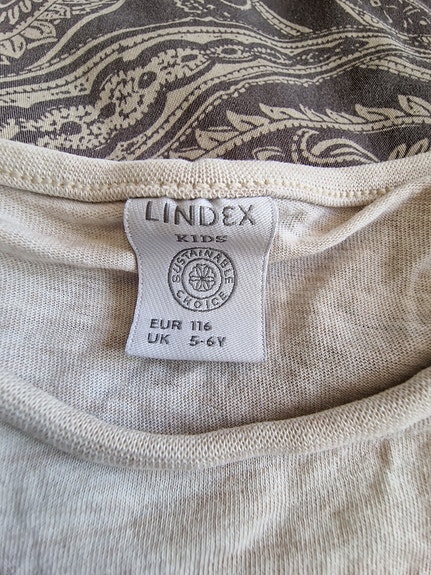 LINDEX
KIDS
SUSTAINABLE
CHOICE
EUR 116
UK 5-6Y